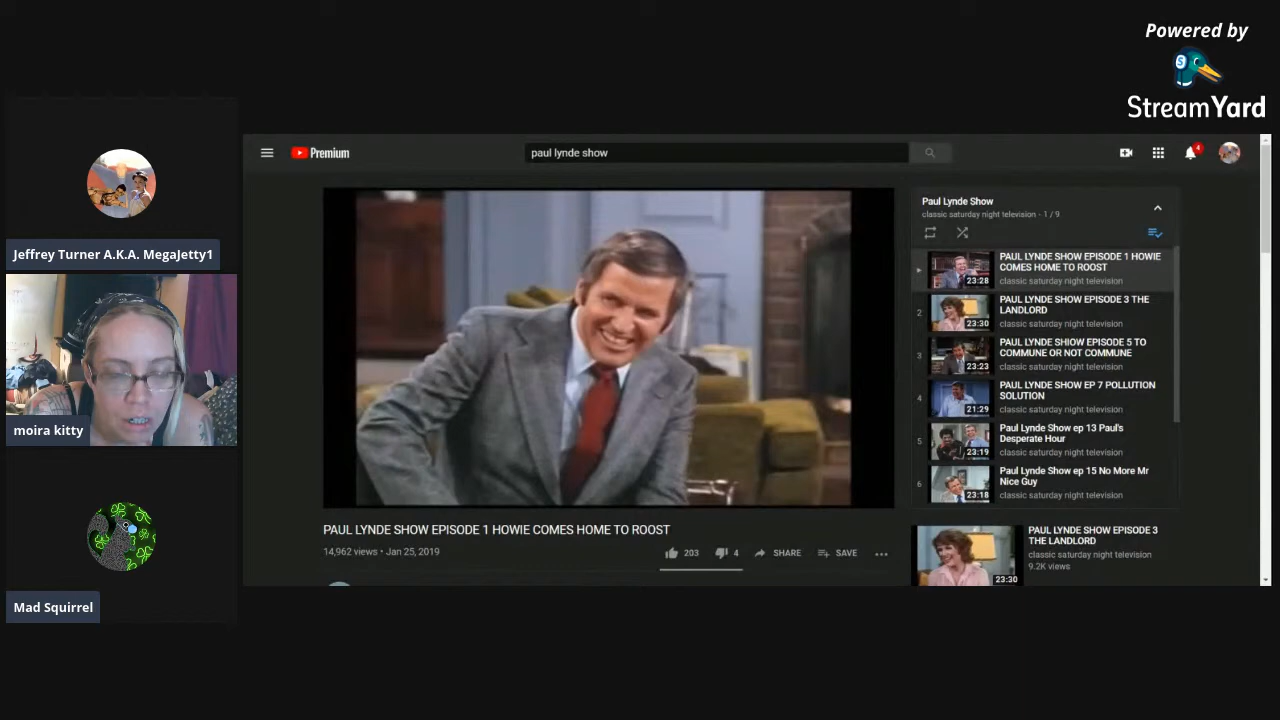 Powered by
StreamYard
Premium
paul lynde show
4
Jeffrey Turner A.K.A. MegaJetty1
moira kitty
Mad Squirrel
PAUL LYNDE SHOW EPISODE 1 HOWIE COMES HOME TO ROOST
14,962 views • Jan 25, 2019
203
4
SHARE
SAVE
Paul Lynde Show
classic saturday night television - 1 / 9
23:28
PAUL LYNDE SHOW EPISODE 1 HOWIE
COMES HOME TO ROOST
classic saturday night television
2
23:30
PAUL LYNDE SHOW EPISODE 3 THE
LANDLORD
classic saturday night television
3
23:23
PAUL LYNDE SHIOW EPISODE 5 TO
COMMUNE OR NOT COMMUNE
classic saturday night television
4
21:29
PAUL LYNDE SHOW EP 7 POLLUTION
SOLUTION
classic saturday night television
5
23:19
Paul Lynde Show ep 13 Paul's
Desperate Hour
classic saturday night television
6
23:18
Paul Lynde Show ep 15 No More Mr
Nice Guy
classic saturday night television
23:30
PAUL LYNDE SHOW EPISODE 3
THE LANDLORD
classic saturday night television
9.2K views